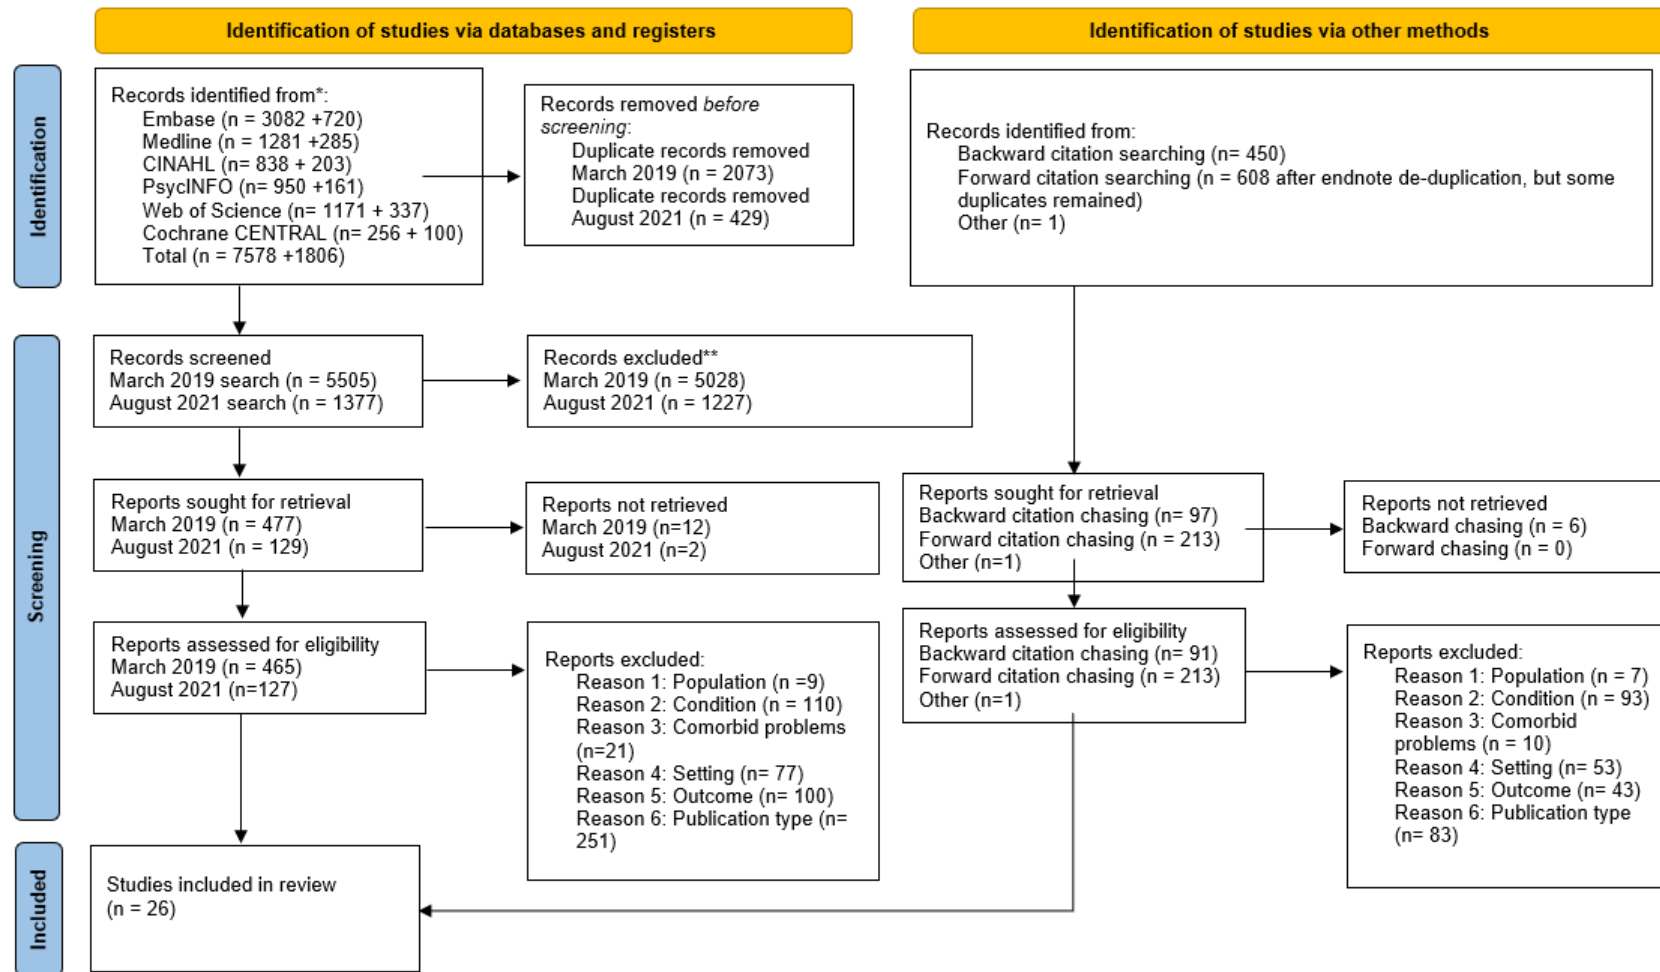 Identification of studies via databases and registers
Identification of studies via other methods
Identification
Records identified from*:
Embase (n = 3082 +720)
Medline (n = 1281 +285)
CINAHL (n= 838 + 203)
PsycINFO (n= 950 +161)
Web of Science (n= 1171 + 337)
Cochrane CENTRAL (n= 256 + 100)
Total (n = 7578 +1806)
Records removed before
screening:
Duplicate records removed
March 2019 (n = 2073)
Duplicate records removed
August 2021 (n = 429)
Records identified from:
Backward citation searching (n= 450)
Forward citation searching (n = 608 after endnote de-duplication, but some
duplicates remained)
Other (n= 1)
Screening
Records screened
March 2019 search (n = 5505)
August 2021 search (n = 1377)
Records excluded**
March 2019 (n = 5028)
August 2021 (n = 1227)
Reports sought for retrieval
March 2019 (n = 477)
August 2021 (n = 129)
Reports not retrieved
March 2019 (n=12)
August 2021 (n=2)
Reports sought for retrieval
Backward citation chasing (n= 97)
Forward citation chasing (n = 213)
Other (n=1)
Reports not retrieved
Backward chasing (n = 6)
Forward chasing (n = 0)
Reports assessed for eligibility
March 2019 (n = 465)
August 2021 (n=127)
Reports excluded:
Reason 1: Population (n =9)
Reason 2: Condition (n = 110)
Reason 3: Comorbid problems
(n=21)
Reason 4: Setting (n= 77)
Reason 5: Outcome (n= 100)
Reason 6: Publication type (n=
251)
Reports assessed for eligibility
Backward citation chasing (n= 91)
Forward citation chasing (n = 213)
Other (n=1)
Reports excluded:
Reason 1: Population (n = 7)
Reason 2: Condition (n = 93)
Reason 3: Comorbid
problems (n = 10)
Reason 4: Setting (n= 53)
Reason 5: Outcome (n= 43)
Reason 6: Publication type
(n= 83)
Included
Studies included in review
(n = 26)